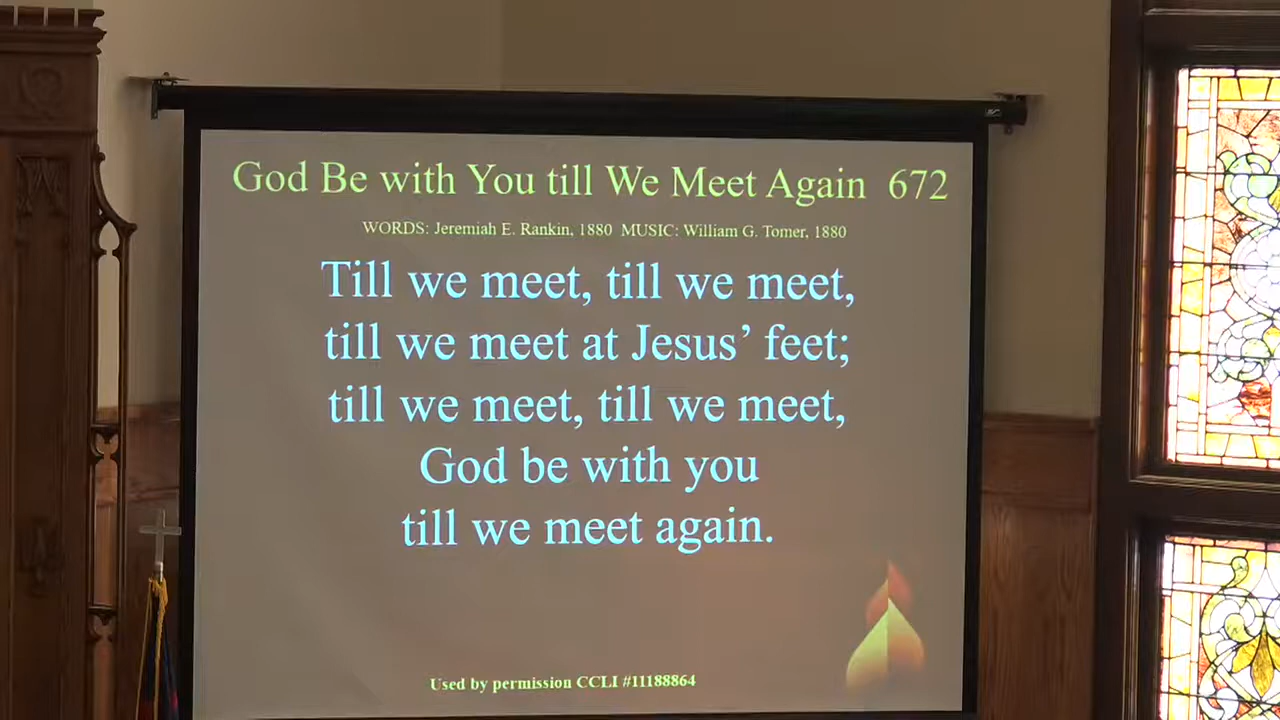 God Be with You till We Meet Again 672
WORDS: Jeremiah E. Rankin, 1880 MUSIC: William G. Tomer, 1880
Till we meet, till we meet,
till we meet at Jesus’ feet;
till we meet, till we meet,
God be with you
till we meet again.
Used by permission CCLI #11188864